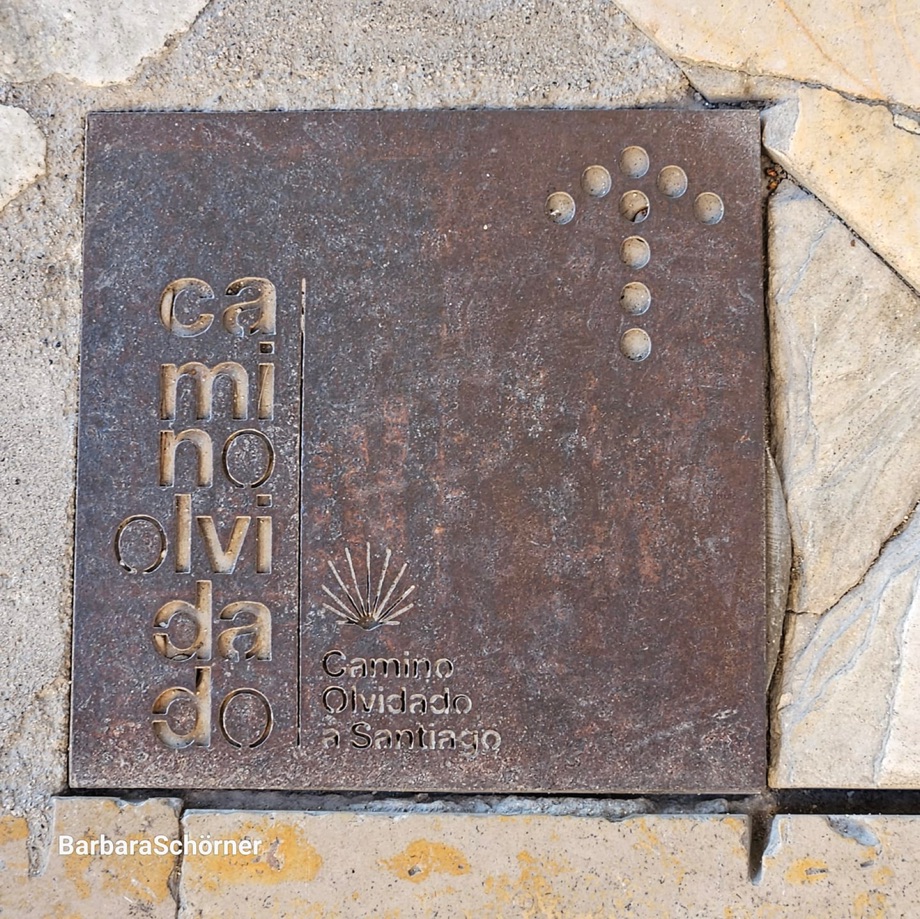 ca
mi
no
olvi
da
do
Camino
Olvidado
a Santiago
BarbaraSchörner